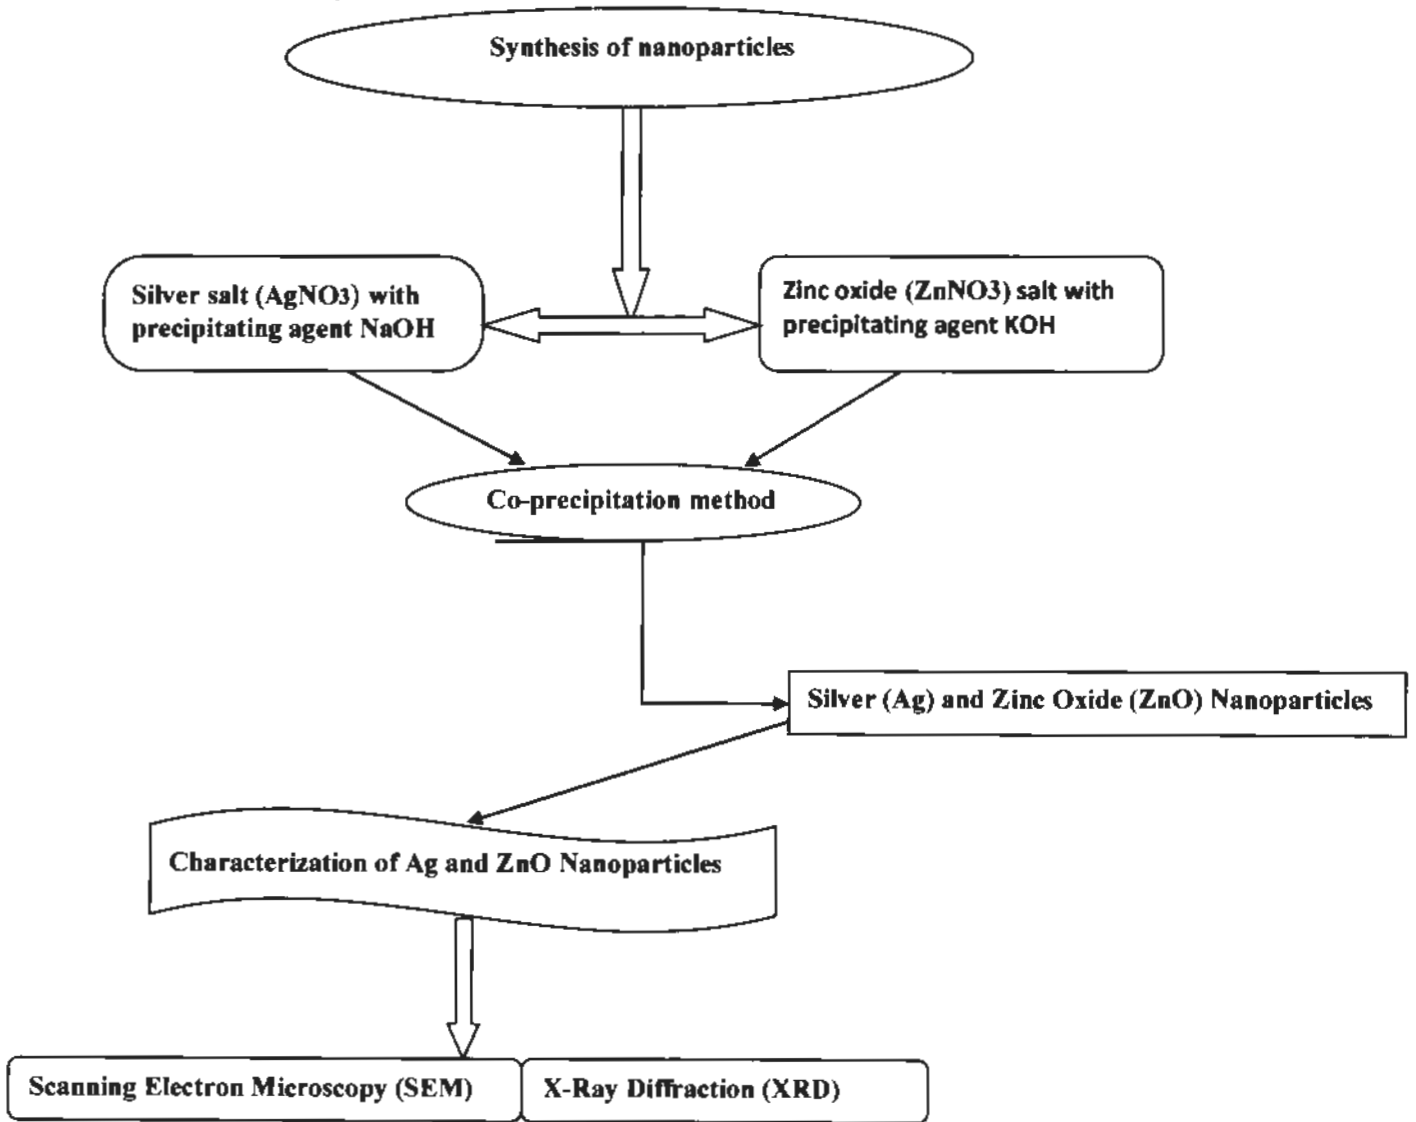 Synthesis of nanoparticles
Silver salt (AgNO3) with
precipitating agent NaOH
Zinc oxide (ZnNO3) salt with
precipitating agent KOH
Co-precipitation method
Silver (Ag) and Zinc Oxide (ZnO) Nanoparticles
Characterization of Ag and ZnO Nanoparticles
Scanning Electron Microscopy (SEM)
X-Ray Diffraction (XRD)